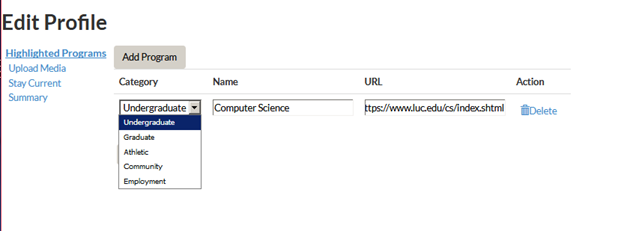 Edit Profile
Highlighted Programs
Upload Media
Stay Current
Summary
Add Program
Category Name URL Action
Undergraduate Computer Science ttps://www.luc.edu/cs/index.shtml Delete
Undergraduate
Graduate
Athletic
Community
Employment